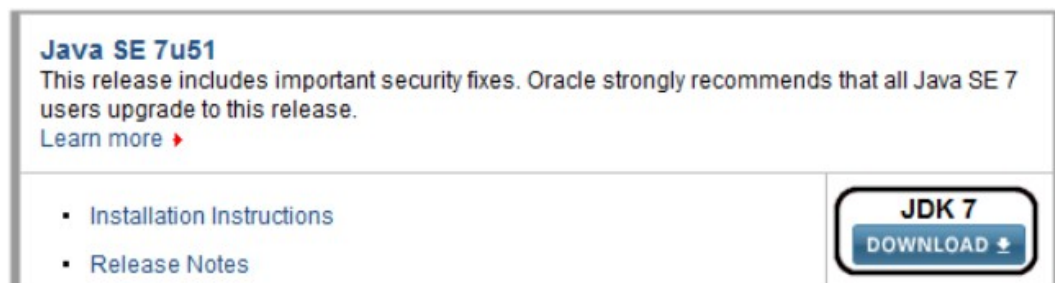 Java SE 7u51
This release includes important security fixes. Oracle strongly recommends that all Java SE 7
users upgrade to this release.
Learn more
Installation Instructions
Release Notes
JDK 7
DOWNLOAD